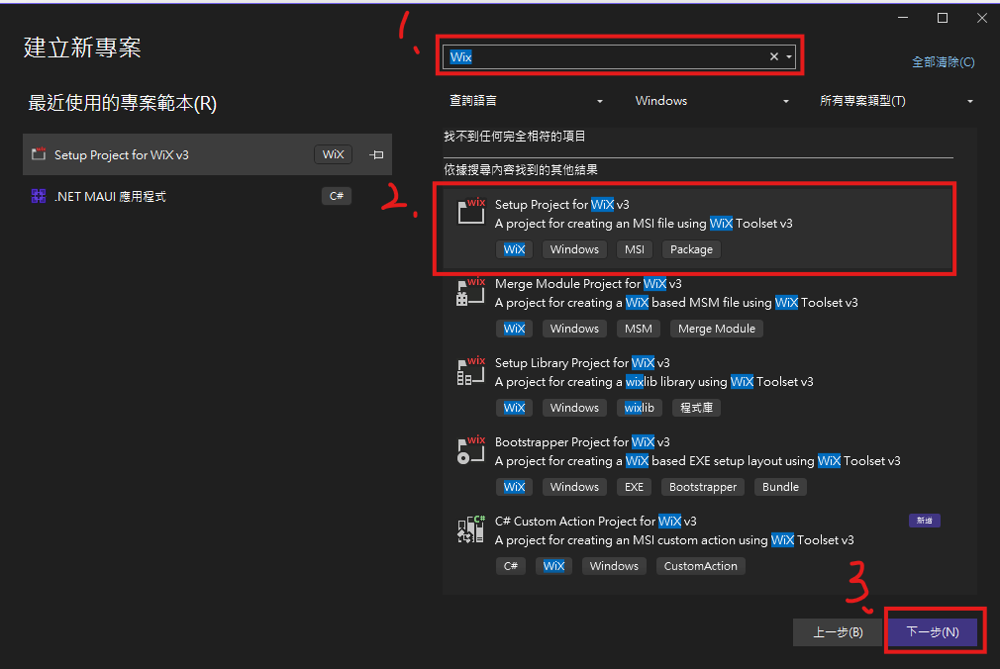 1.
建立新專案
Wix
全部清除(C)
最近使用的專案範本(R)
查詢語言
Windows
所有專案類型(T)
Setup Project for WiX v3
WiX
.NET MAUI 應用程式
C#
找不到任何完全相符的項目
依據搜尋內容找到的其他結果
2.
wix
Setup Project for WiX v3
A project for creating an MSI file using WiX Toolset v3
WiX Windows MSI Package
wix
Merge Module Project for WiX v3
A project for creating a WiX based MSM file using WiX Toolset v3
WiX Windows MSM Merge Module
wix
Setup Library Project for WiX v3
A project for creating a wixlib library using WiX Toolset v3
WiX Windows wixlib 程式庫
wix
Bootstrapper Project for WiX v3
A project for creating a WiX based EXE setup layout using WiX Toolset v3
WiX Windows EXE Bootstrapper Bundle
C#
C# Custom Action Project for WiX v3
新增
A project for creating an MSI custom action using WiX Toolset v3
C# WiX Windows CustomAction
3.
上一步(B)
下一步(N)